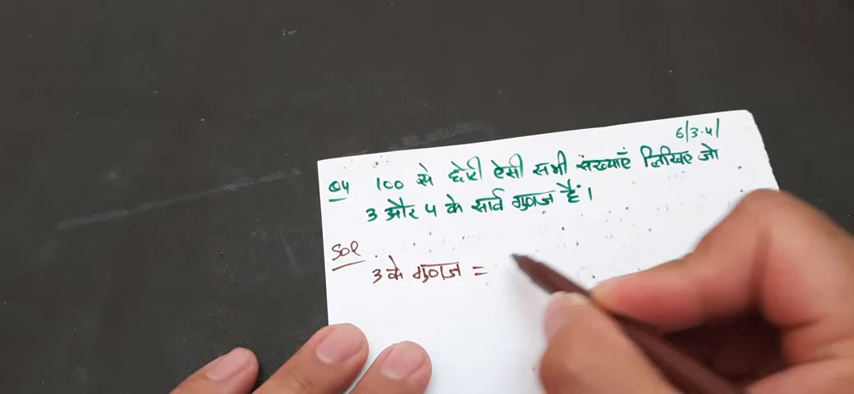 6/3.4/
Q4 100 से छोटी ऐसी सभी संख्याएँ लिखिए जो
3 और 4 के सार्व गुणज हैं।
Sol
3 के गुणज =